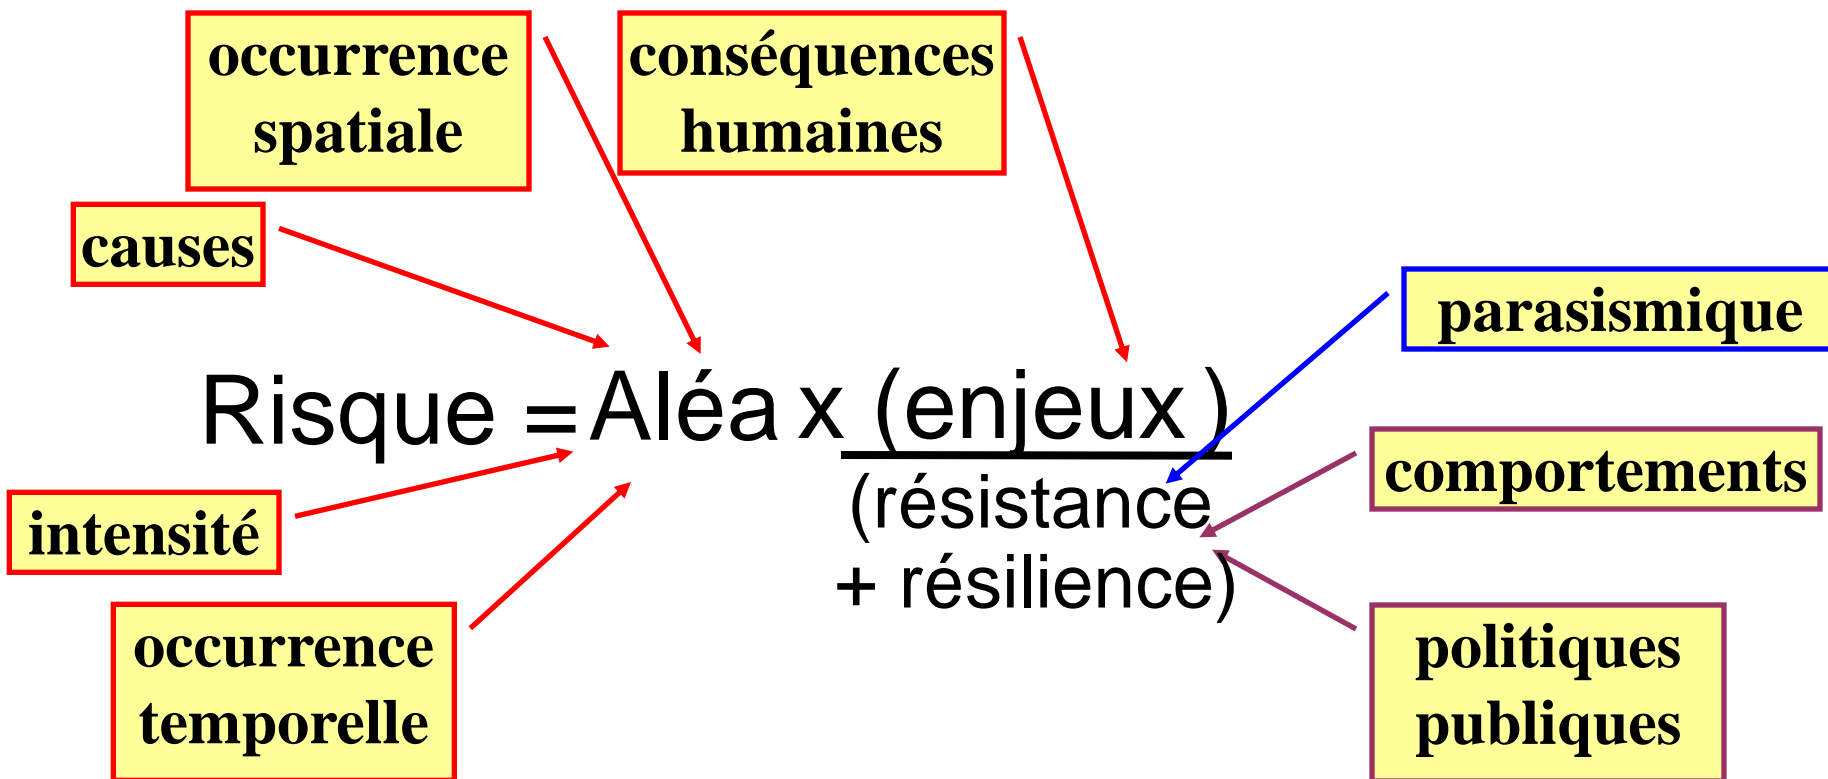 occurrence
spatiale
conséquences
humaines
causes
parasismique
Risque = Aléa x (enjeux )
(résistance
+ résilience)
comportements
intensité
occurrence
temporelle
politiques
publiques